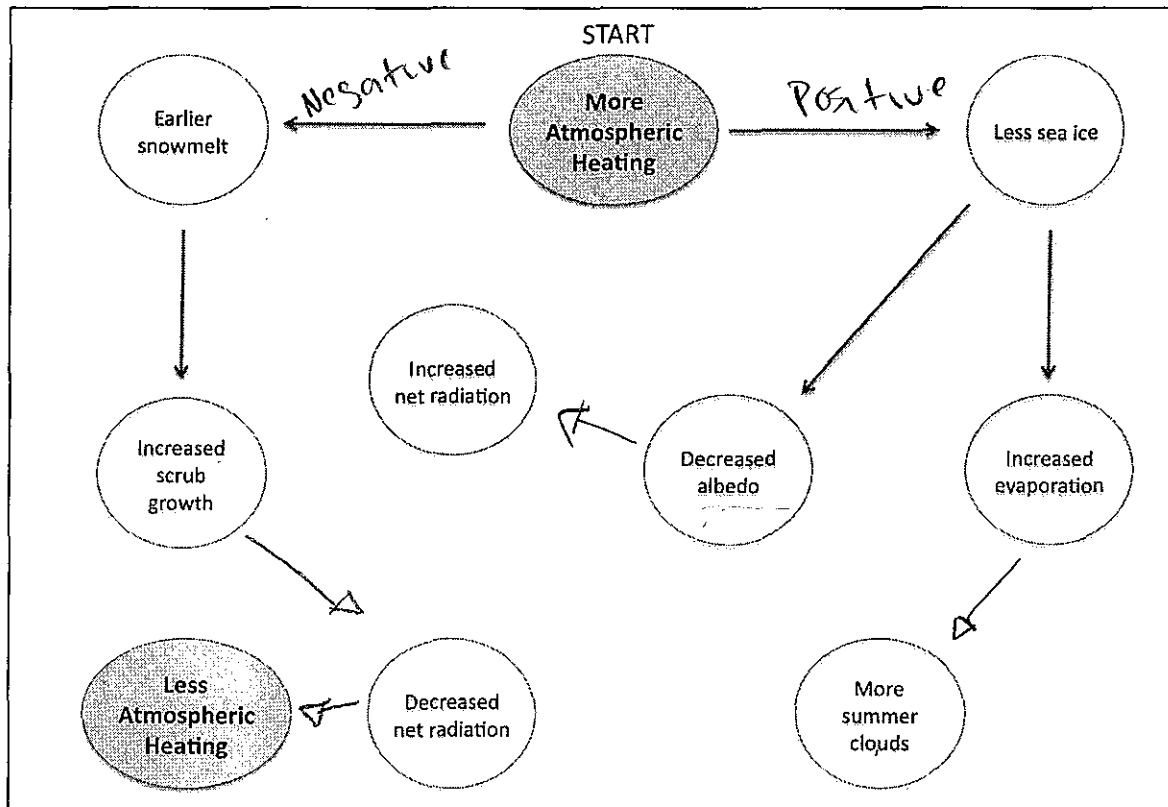 START
Negative
Positive
Earlier
snowmelt
More
Atmospheric
Heating
Less sea ice
Increased
net radiation
Increased
scrub
growth
Decreased
albedo
Increased
evaporation
Less
Atmospheric
Heating
Decreased
net radiation
More
summer
clouds